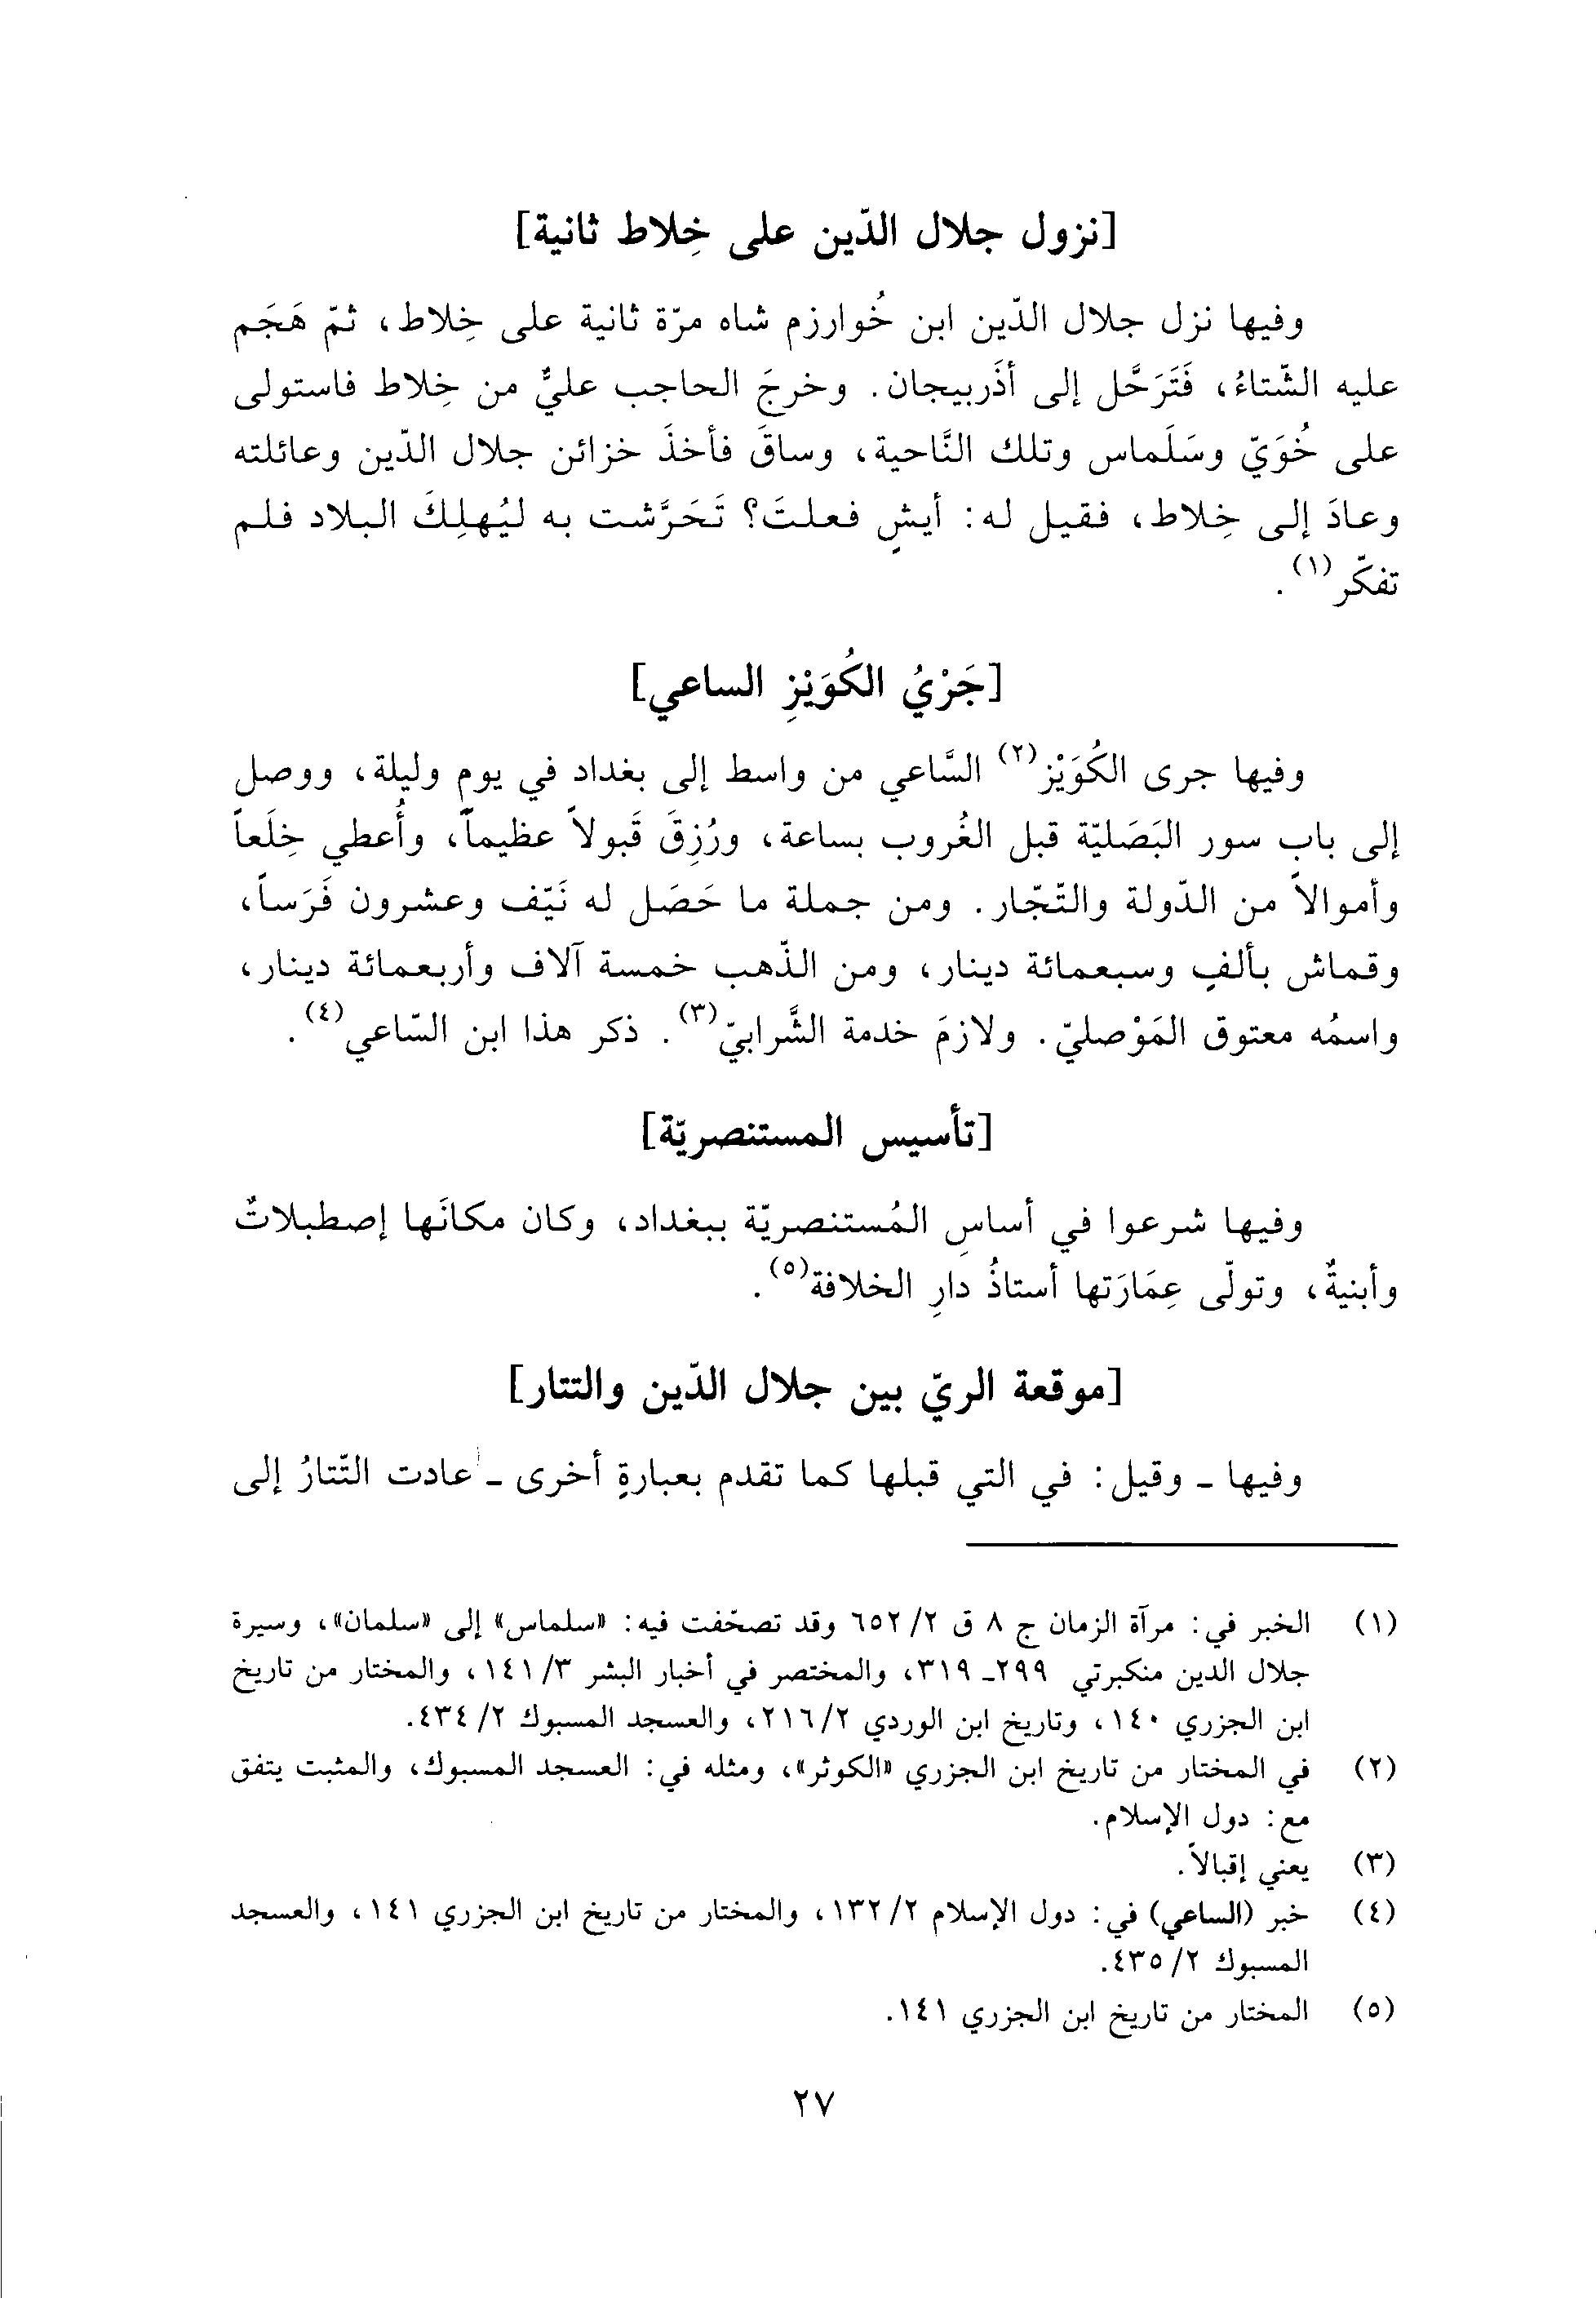 [نزول جلال الدّين على خِلاط ثانية]
وفيها نزل جلال الدّين ابن خُوارزم شاه مرّة ثانية على خِلاط، ثمّ هَجَم
عليه الشّتاءُ، فَتَرَحَّل إلى أذَربيجان. وخرجَ الحاجب عليٌّ من خِلاط فاستولى
على خُوَيّ وسَلَماس وتلك النَّاحية، وساقَ فأخذَ خزائن جلال الدّين وعائلته
وعادَ إلى خِلاط، فقيل له: أيشٍ فعلتَ؟ تَحَرَّشت به ليُهلِكَ البلاد فلم
تفكّر(١).
[جَرْيُ الكُوَيْزِ الساعي]
وفيها جرى الكُوَيْز(٢) السَّاعي من واسط إلى بغداد في يوم وليلة، ووصل
إلى باب سور البَصَليّة قبل الغُروب بساعة، ورُزِقَ قَبولاً عظيماً، وأُعطي خِلَعاً
وأموالاً من الدّولة والتّجّار. ومن جملة ما حَصَل له نَيّف وعشرون فَرَساً،
وقماش بألفٍ وسبعمائة دينار، ومن الذّهب خمسة آلاف وأربعمائة دينار،
واسمُه معتوق المَوْصليّ. ولازمَ خدمة الشَّرابيّ(٣). ذكر هذا ابن السّاعي(٤).
[تأسيس المستنصريّة]
وفيها شرعوا في أساسِ المُستنصريّة ببغداد، وكان مكانَها إصطبلاتٌ
وأبنيةٌ، وتولّى عِمَارَتها أستاذُ دارِ الخلافة(٥).
[موقعة الريّ بين جلال الدّين والتتار]
وفيها ـ وقيل: في التي قبلها كما تقدم بعبارةٍ أخرى ـ عادت التّتارُ إلى
(١) الخبر في: مرآة الزمان ج ٨ ق ٢/ ٦٥٢ وقد تصحّفت فيه: «سلماس» إلى «سلمان»، وسيرة
جلال الدين منكبرتي ٢٩٩ـ ٣١٩، والمختصر في أخبار البشر ٣/ ١٤١، والمختار من تاريخ
ابن الجزري ١٤٠، وتاريخ ابن الوردي ٢/ ٢١٦، والعسجد المسبوك ٢/ ٤٣٤.
(٢) في المختار من تاريخ ابن الجزري «الكوثر»، ومثله في: العسجد المسبوك، والمثبت يتفق
مع: دول الإسلام.
(٣) يعني إقبالاً.
(٤) خبر (الساعي) في: دول الإسلام ٢/ ١٣٢، والمختار من تاريخ ابن الجزري ١٤١، والعسجد
المسبوك ٢/ ٤٣٥.
(٥) المختار من تاريخ ابن الجزري ١٤١.
٢٧